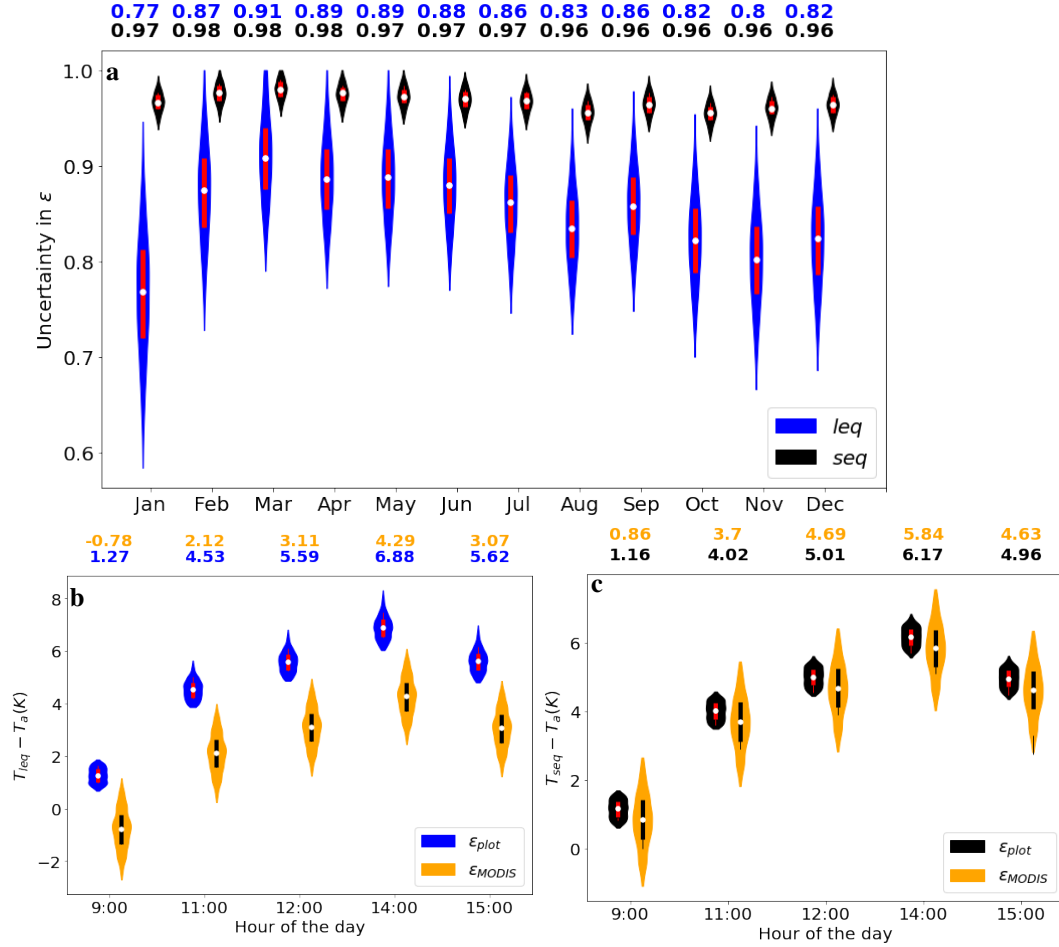 0.77 0.87 0.91 0.89 0.89 0.88 0.86 0.83 0.86 0.82 0.8 0.82
0.97 0.98 0.98 0.98 0.97 0.97 0.97 0.96 0.96 0.96 0.96 0.96
a
Uncertainty in ε
1.0
0.9
0.8
0.7
0.6
leq
seq
Jan Feb Mar Apr May Jun Jul Aug Sep Oct Nov Dec
-0.78 2.12 3.11 4.29 3.07
1.27 4.53 5.59 6.88 5.62
b
T_leq − T_a(K)
8
6
4
2
0
−2
ε_plot
ε_MODIS
9:00 11:00 12:00 14:00 15:00
Hour of the day
0.86 3.7 4.69 5.84 4.63
1.16 4.02 5.01 6.17 4.96
c
T_seq − T_a(K)
6
4
2
0
ε_plot
ε_MODIS
9:00 11:00 12:00 14:00 15:00
Hour of the day